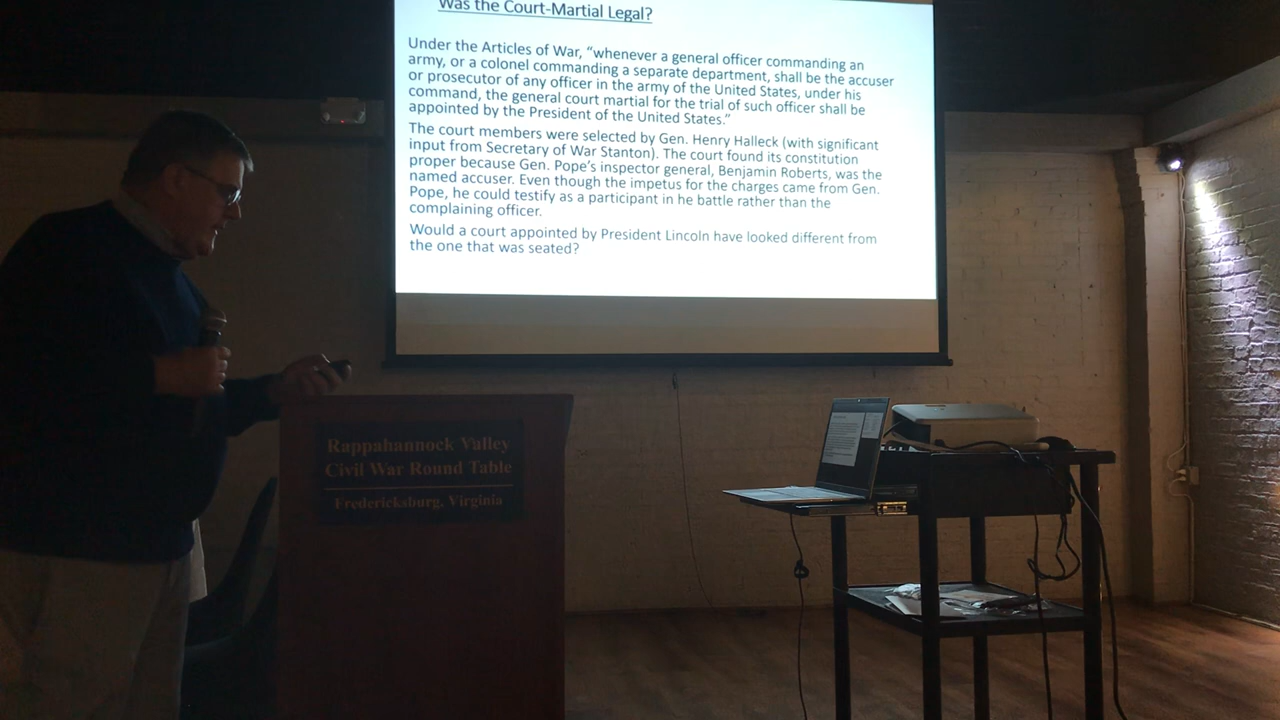 Was the Court-Martial Legal?
Under the Articles of War, “whenever a general officer commanding an
army, or a colonel commanding a separate department, shall be the accuser
or prosecutor of any officer in the army of the United States, under his
command, the general court martial for the trial of such officer shall be
appointed by the President of the United States.”
The court members were selected by Gen. Henry Halleck (with significant
input from Secretary of War Stanton). The court found its constitution
proper because Gen. Pope’s inspector general, Benjamin Roberts, was the
named accuser. Even though the impetus for the charges came from Gen.
Pope, he could testify as a participant in he battle rather than the
complaining officer.
Would a court appointed by President Lincoln have looked different from
the one that was seated?
Rappahannock Valley
Civil War Round Table
Fredericksburg, Virginia